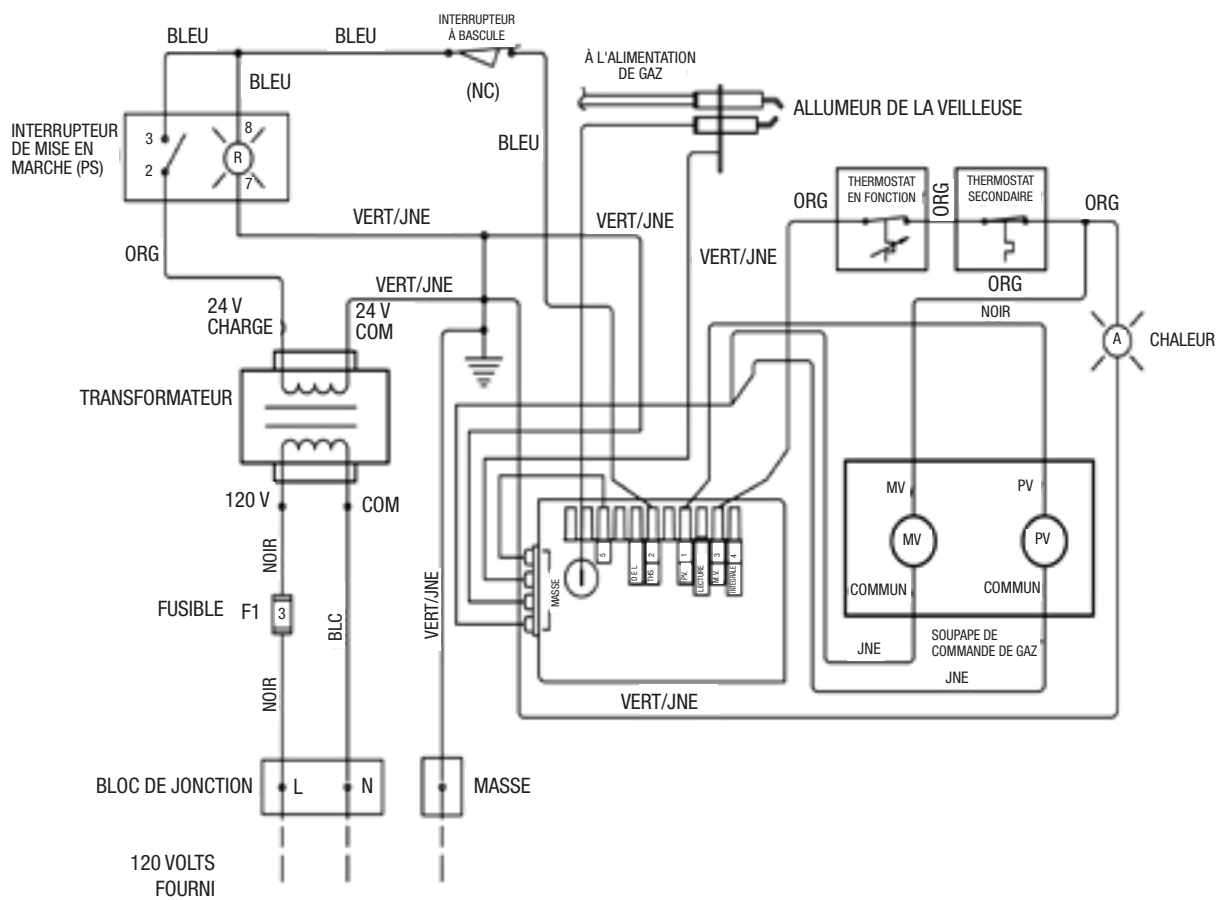 INTERRUPTEUR
À BASCULE
BLEU
BLEU
À L'ALIMENTATION
DE GAZ
BLEU
(NC)
ALLUMEUR DE LA VEILLEUSE
INTERRUPTEUR
DE MISE EN
MARCHE (PS)
3
8
R
2
7
BLEU
THERMOSTAT
EN FONCTION
THERMOSTAT
SECONDAIRE
ORG
ORG
ORG
VERT/JNE
VERT/JNE
VERT/JNE
ORG
VERT/JNE
ORG
NOIR
24 V
CHARGE
24 V
COM
A
CHALEUR
TRANSFORMATEUR
120 V
COM
MV
PV
MV
PV
COMMUN
COMMUN
5
D E L
THS
2
P.V.
1
LECTURE
M.V.
3
INTÉGRALE
4
MASSE
NOIR
FUSIBLE
F1
3
BLC
VERT/JNE
SOUPAPE DE
COMMANDE DE GAZ
JNE
JNE
NOIR
VERT/JNE
BLOC DE JONCTION
L
N
MASSE
120 VOLTS
FOURNI